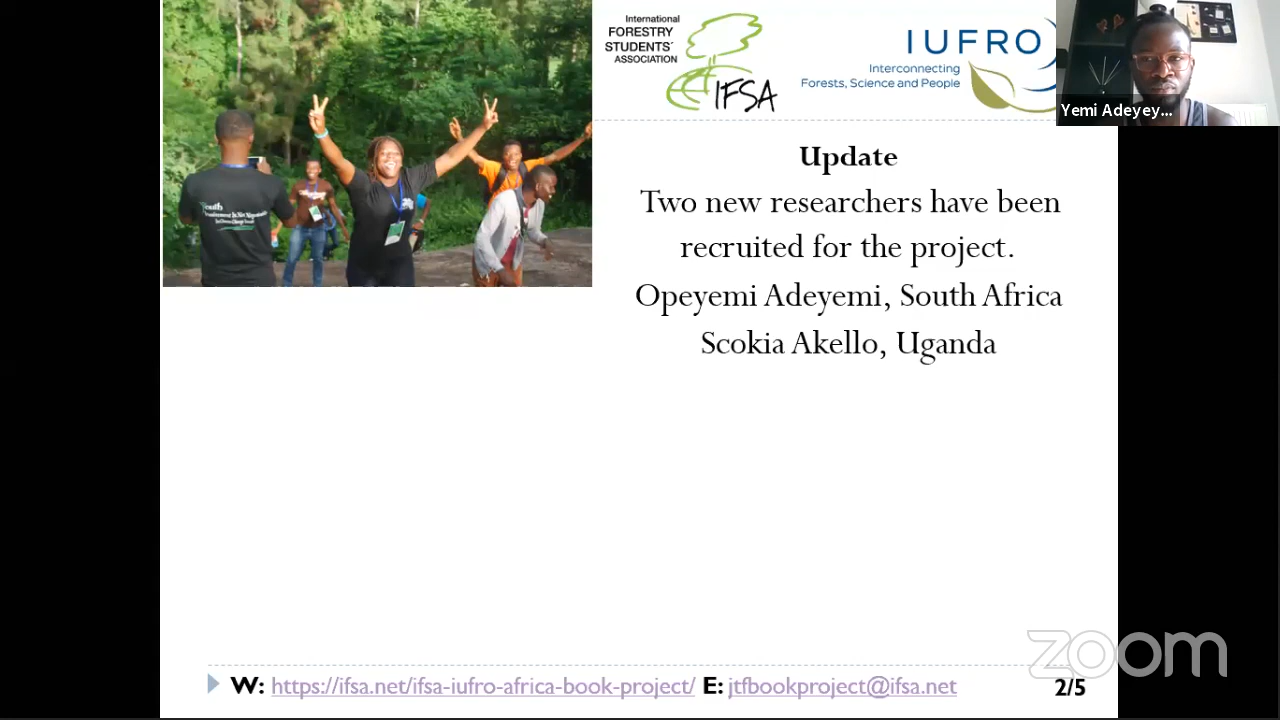 International
FORESTRY
STUDENTS´
ASSOCIATION
IFSA
IUFRO
Interconnecting
Forests, Science and People
Yemi Adeyey...
Update
Two new researchers have been
recruited for the project.
Opeyemi Adeyemi, South Africa
Scokia Akello, Uganda
W: https://ifsa.net/ifsa-iufro-africa-book-project/ E: jtfbookproject@ifsa.net
2/5
zoom